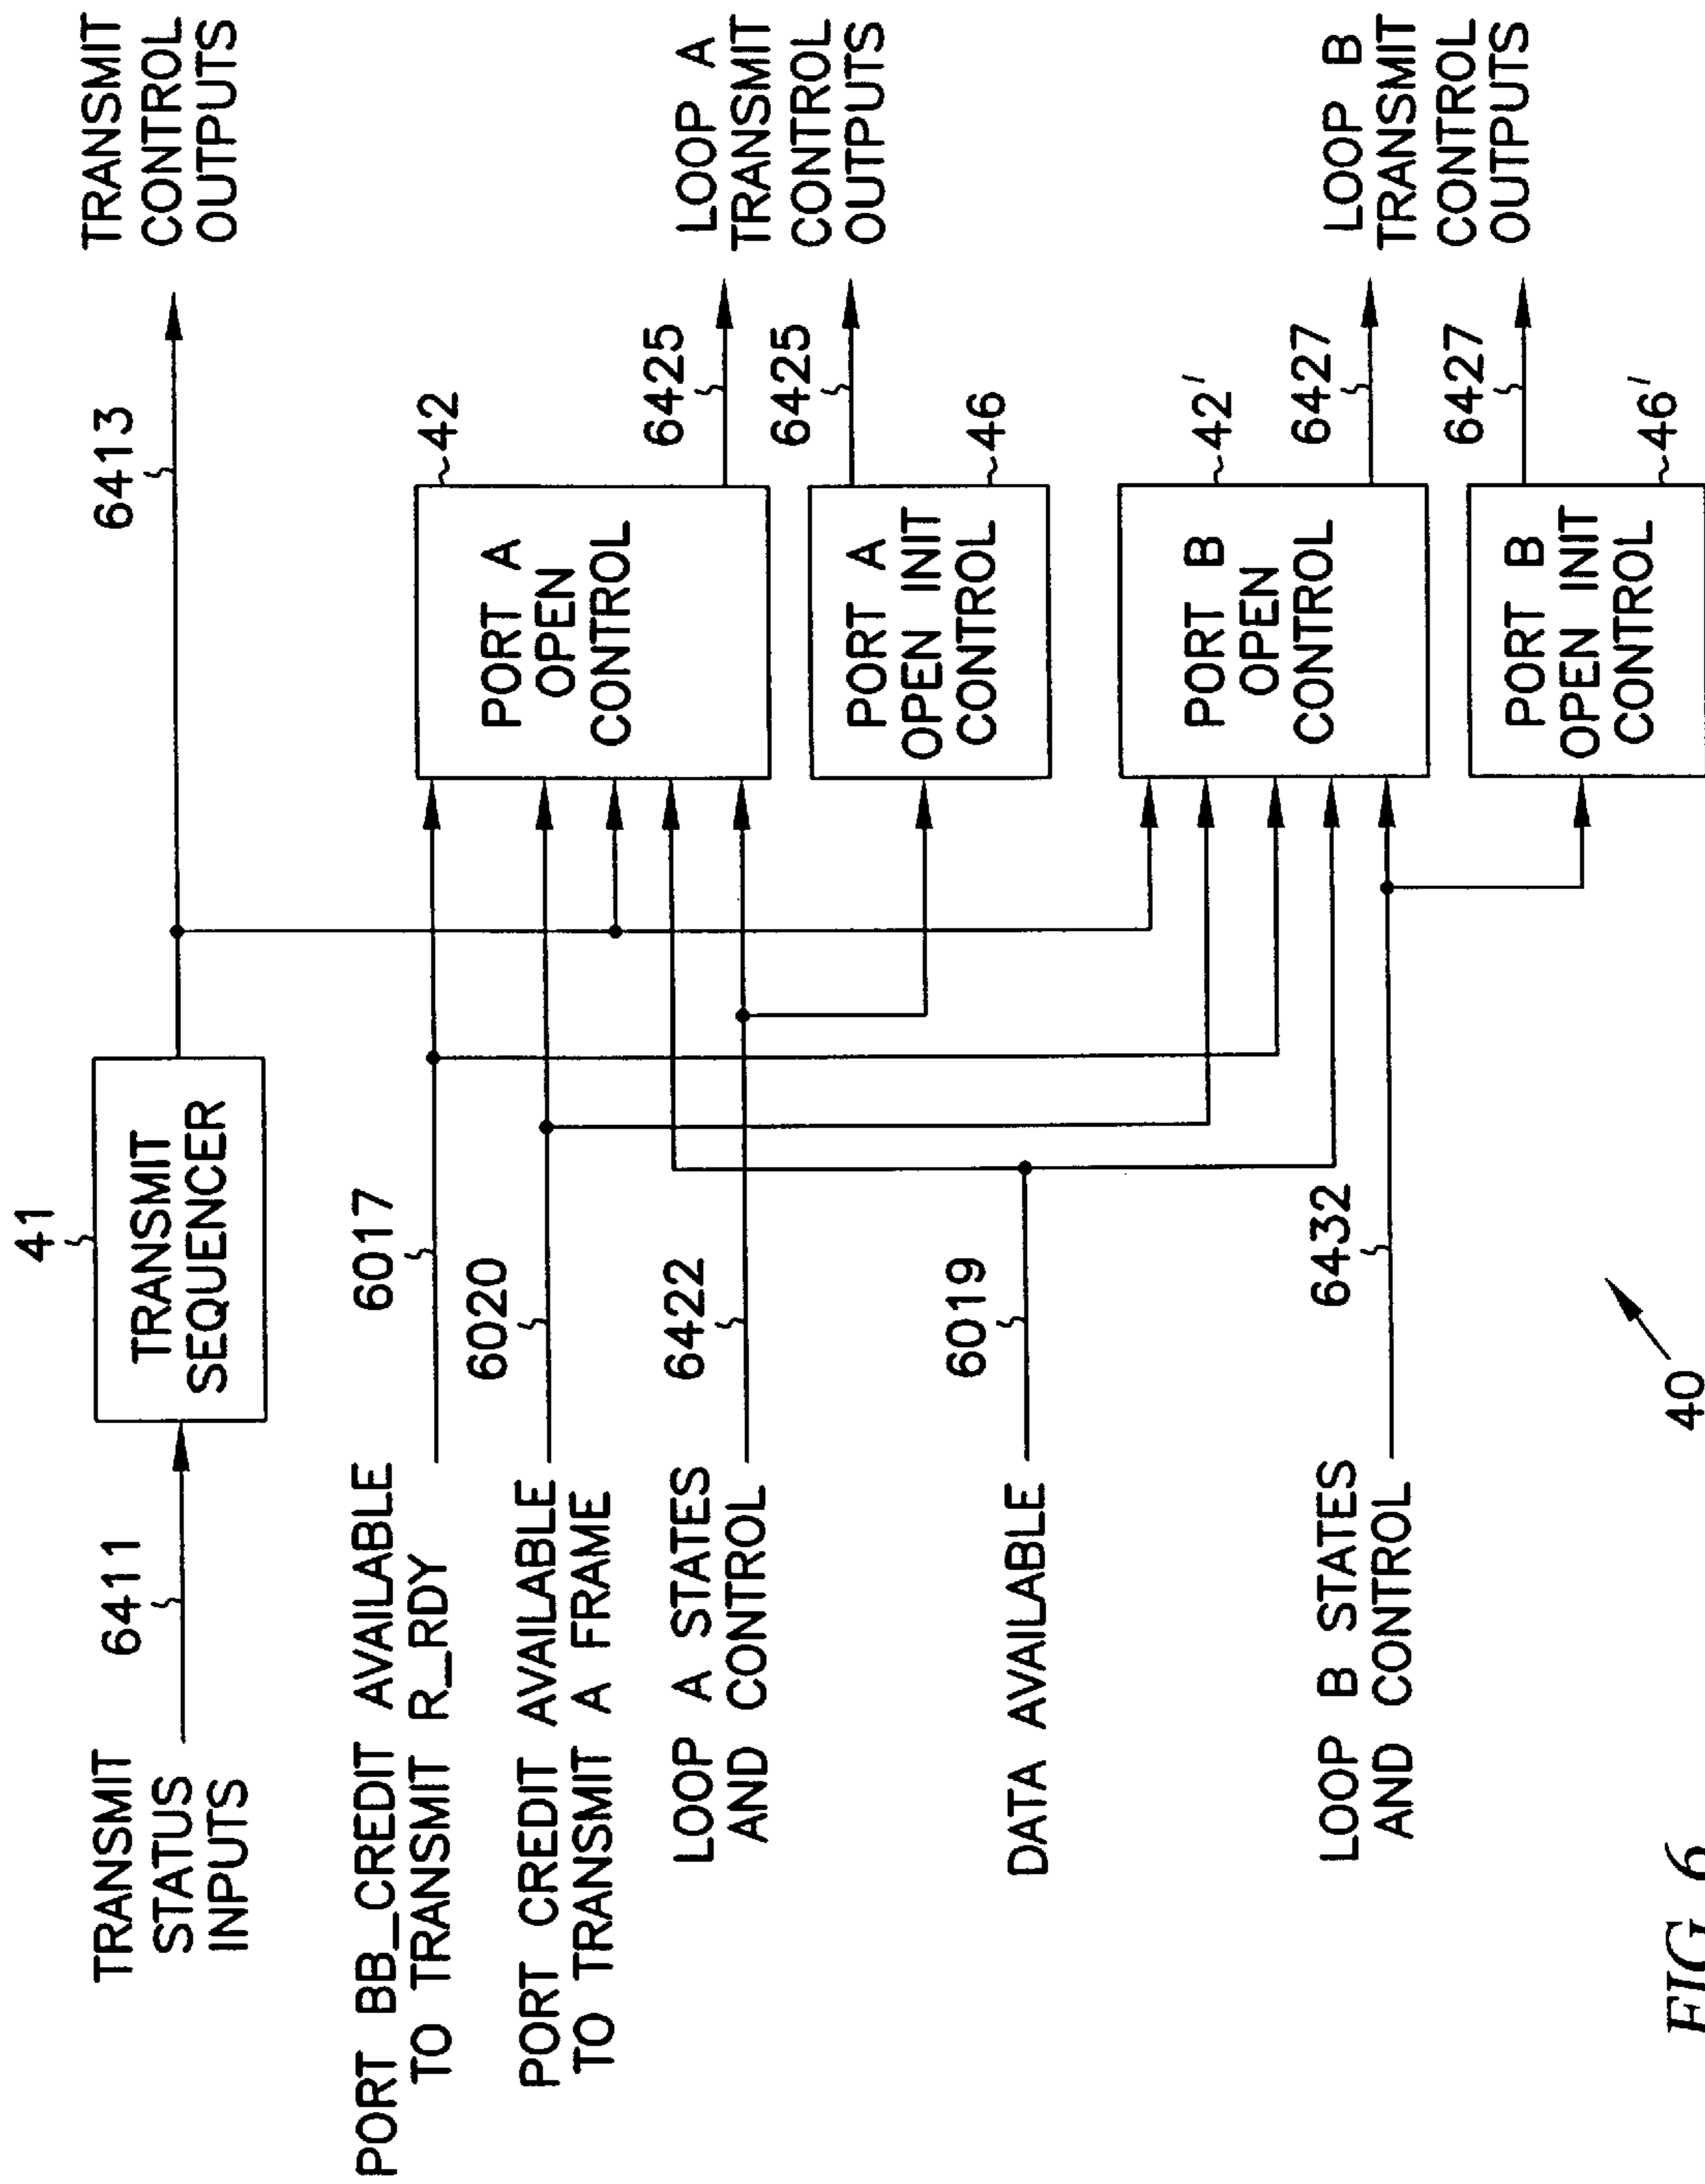 TRANSMIT
STATUS
INPUTS
6411
41
TRANSMIT
SEQUENCER
6413
TRANSMIT
CONTROL
OUTPUTS
PORT BB_CREDIT AVAILABLE
TO TRANSMIT R_RDY
6017
PORT CREDIT AVAILABLE
TO TRANSMIT A FRAME
6020
LOOP A STATES
AND CONTROL
6422
DATA AVAILABLE
6019
LOOP B STATES
AND CONTROL
6432
PORT A
OPEN
CONTROL
42
6425
LOOP A
TRANSMIT
CONTROL
OUTPUTS
PORT A
OPEN INIT
CONTROL
46
6425
PORT B
OPEN
CONTROL
42'
6427
LOOP B
TRANSMIT
CONTROL
OUTPUTS
PORT B
OPEN INIT
CONTROL
46'
6427
40
FIG. 6